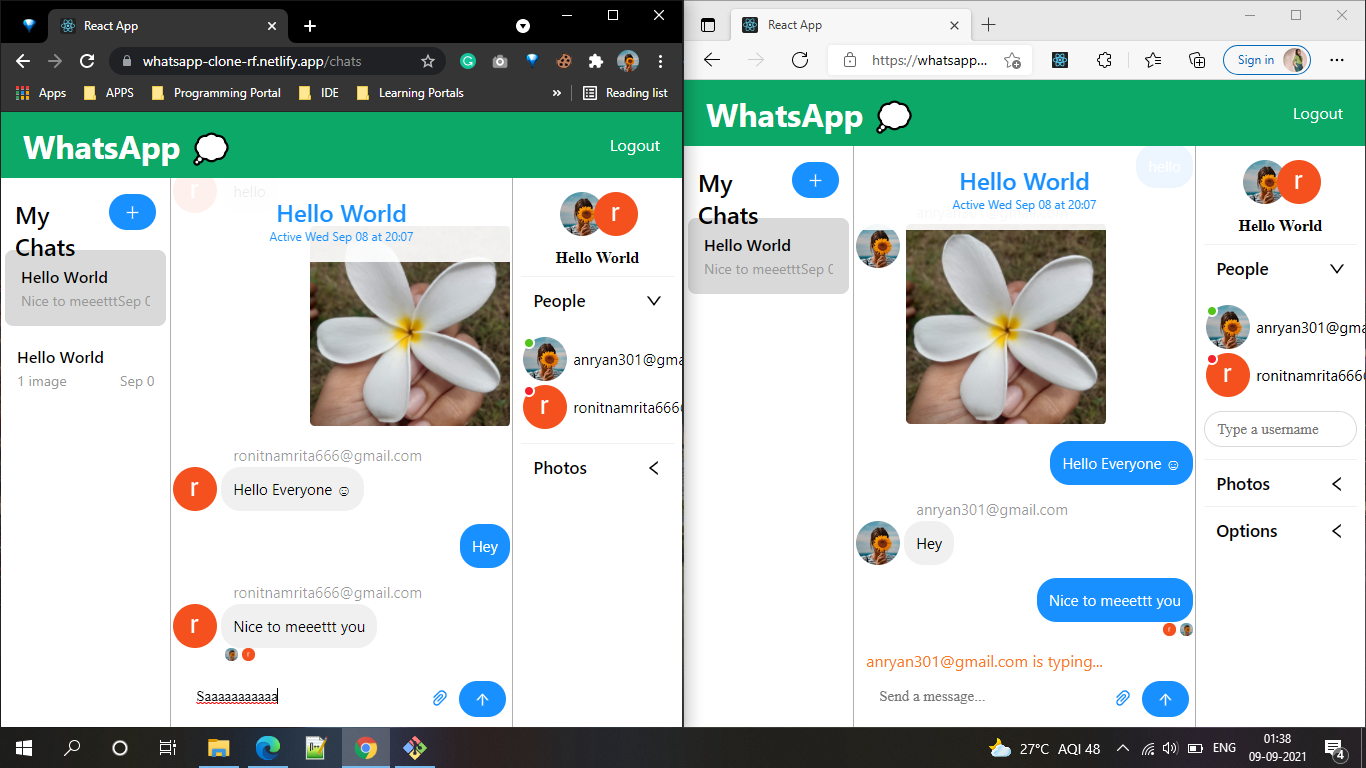 React App
whatsapp-clone-rf.netlify.app/chats
Apps
APPS
Programming Portal
IDE
Learning Portals
»
Reading list
WhatsApp
Logout
My Chats
Hello World
Nice to meeetttSep 0
Hello World
1 image
Sep 0
r
hello
Hello World
Active Wed Sep 08 at 20:07
ronitnamrita666@gmail.com
r
Hello Everyone ☺
Hey
ronitnamrita666@gmail.com
r
Nice to meeettt you
r
Saaaaaaaaaaa
r
Hello World
People
anryan301@gma
r
ronitnamrita6666
Photos
React App
https://whatsapp...
Sign in
WhatsApp
Logout
My Chats
Hello World
Nice to meeetttSep 0
hello
Hello World
Active Wed Sep 08 at 20:07
Hello Everyone ☺
anryan301@gmail.com
Hey
Nice to meeettt you
r
anryan301@gmail.com is typing...
Send a message...
r
Hello World
People
anryan301@gma
r
ronitnamrita666
Type a username
Photos
Options
27°C AQI 48
ENG
01:38
09-09-2021
4